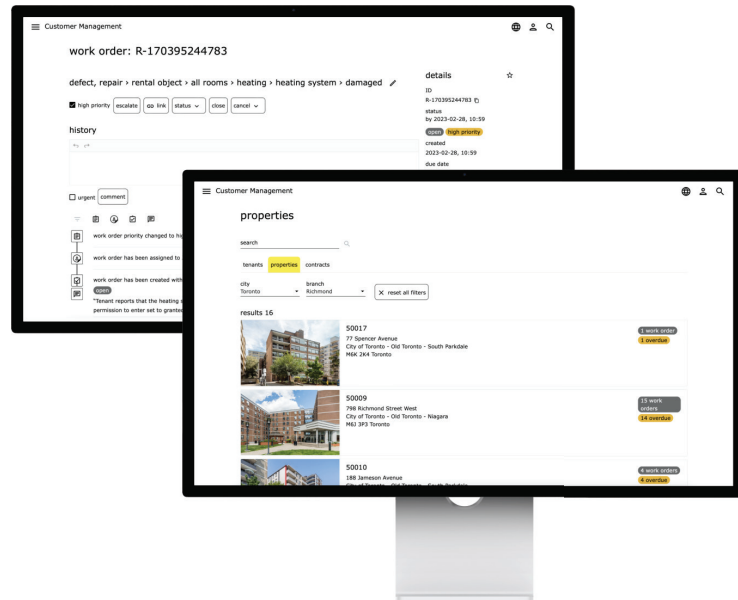 Customer Management
work order: R-170395244783
defect, repair › rental object › all rooms › heating › heating system › damaged
high priority
escalate
link
status
close
cancel
history
urgent
comment
work order priority changed to
work order has been assigned to
work order has been created with
open
"Tenant reports that the heating
permission to enter set to
details
ID
R-170395244783
status
by 2023-02-28, 10:59
open high priority
created
2023-02-28, 10:59
due date
Customer Management
properties
search
tenants properties contracts
city branch
Toronto Richmond
X reset all filters
results 16
50017
77 Spencer Avenue
City of Toronto - Old Toronto - South Parkdale
M6K 2K4 Toronto
1 work order
1 overdue
50009
798 Richmond Street West
City of Toronto - Old Toronto - Niagara
M6J 3P3 Toronto
15 work
orders
14 overdue
50010
188 Jameson Avenue
City of Toronto - Old Toronto - South Parkdale
4 work orders
4 overdue